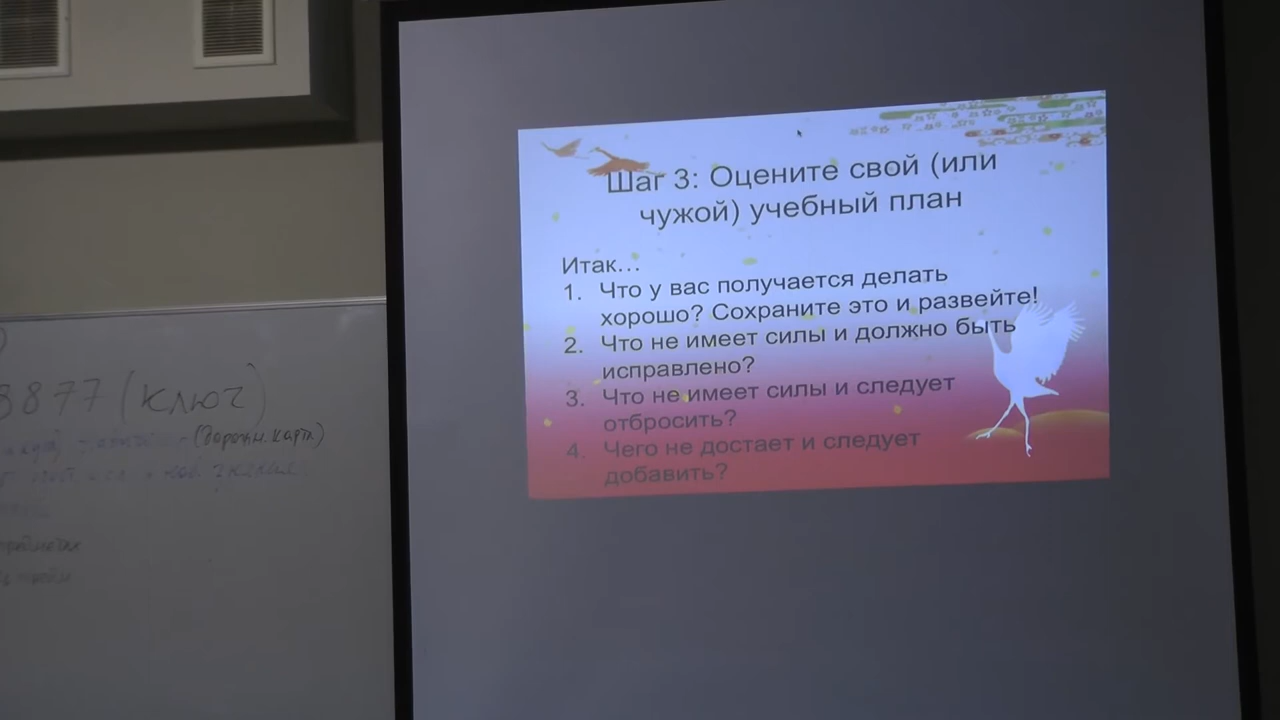 Шаг 3: Оцените свой (или
чужой) учебный план
Итак...
1. Что у вас получается делать
хорошо? Сохраните это и развейте!
2. Что не имеет силы и должно быть
исправлено?
3. Что не имеет силы и следует
отбросить?
4. Чего не достает и следует
добавить?
8877 (ключ)
(дорожн. карта)